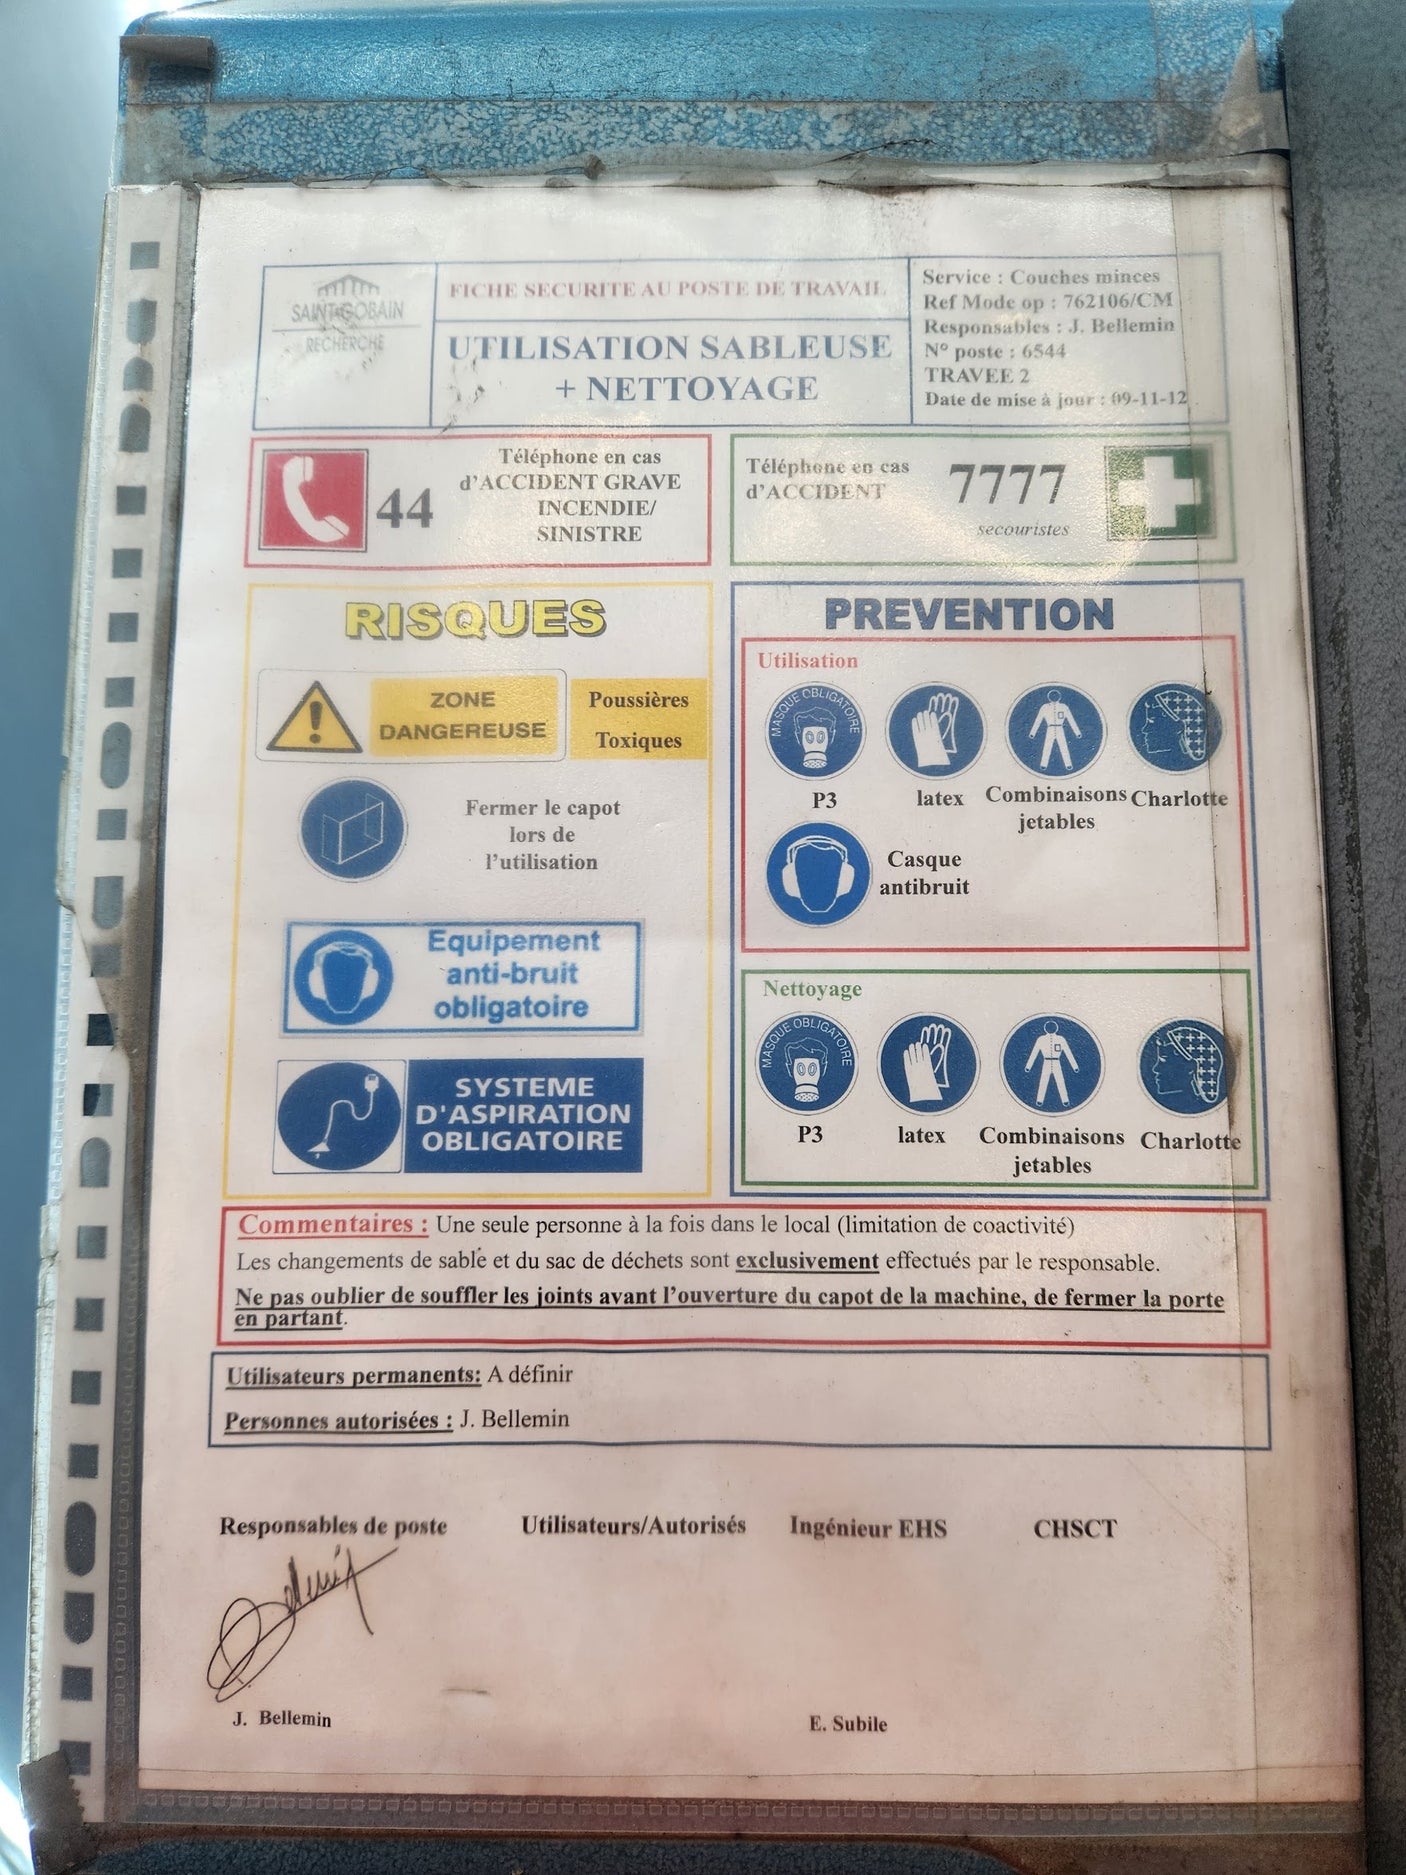 SAINT-GOBAIN
RECHERCHE
FICHE SECURITE AU POSTE DE TRAVAIL
UTILISATION SABLEUSE
+ NETTOYAGE
Service : Couches minces
Ref Mode op : 762106/CM
Responsables : J. Bellemin
N° poste : 6544
TRAVEE 2
Date de mise à jour : 09-11-12
44
Téléphone en cas
d'ACCIDENT GRAVE
INCENDIE/
SINISTRE
Téléphone en cas
d'ACCIDENT
7777
secouristes
RISQUES
ZONE
DANGEREUSE
Poussières
Toxiques
Fermer le capot
lors de
l'utilisation
Equipement
anti-bruit
obligatoire
SYSTEME
D'ASPIRATION
OBLIGATOIRE
PREVENTION
Utilisation
MASQUE OBLIGATOIRE
P3
latex
Combinaisons
jetables
Charlotte
Casque
antibruit
Nettoyage
MASQUE OBLIGATOIRE
P3
latex
Combinaisons
jetables
Charlotte
Commentaires : Une seule personne à la fois dans le local (limitation de coactivité)
Les changements de sable et du sac de déchets sont exclusivement effectués par le responsable.
Ne pas oublier de souffler les joints avant l'ouverture du capot de la machine, de fermer la porte
en partant.
Utilisateurs permanents: A définir
Personnes autorisées : J. Bellemin
Responsables de poste
Utilisateurs/Autorisés
Ingénieur EHS
CHSCT
Bellemin
J. Bellemin
E. Subile